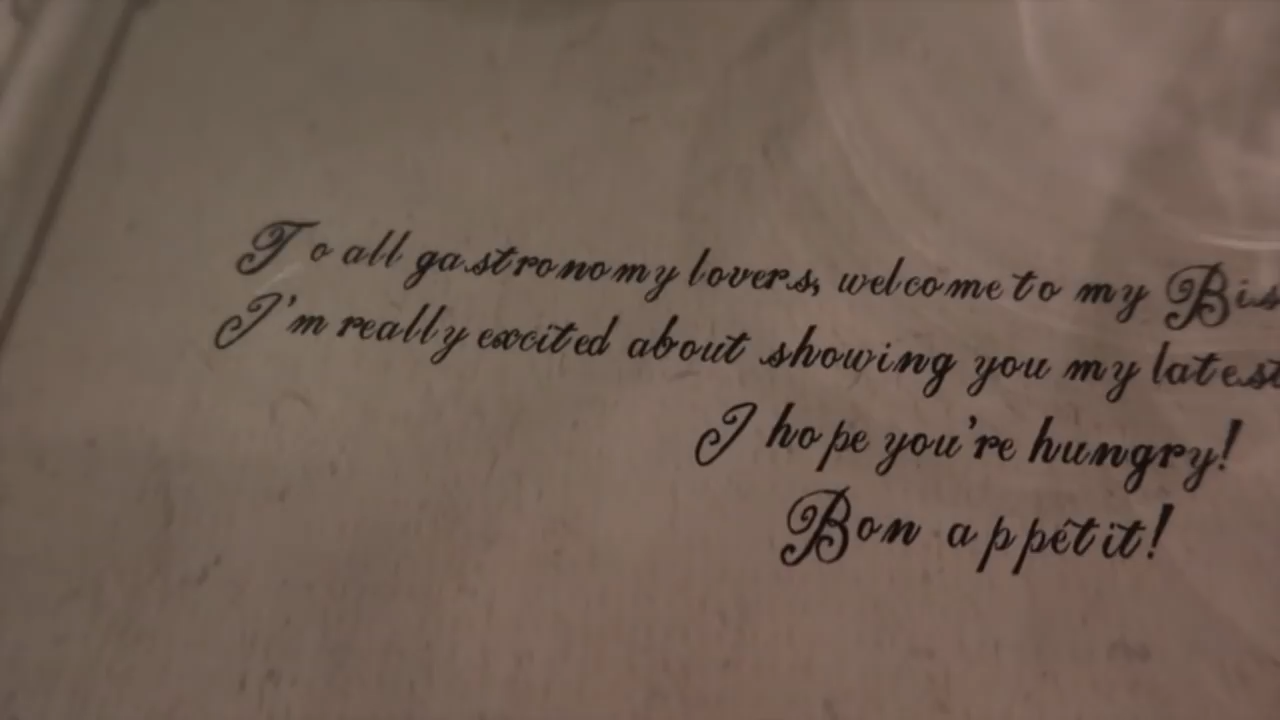 To all gastronomy lovers, welcome to my
I'm really excited about showing you my latest
I hope you're hungry!
Bon appétit!